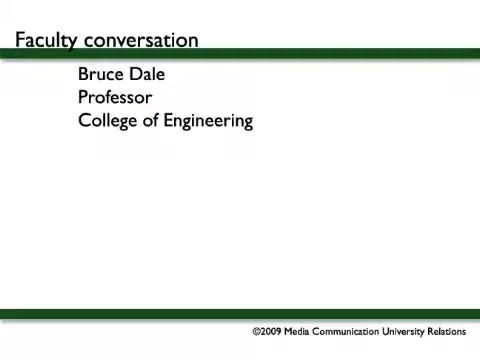 Faculty conversation
Bruce Dale
Professor
College of Engineering
©2009 Media Communication University Relations